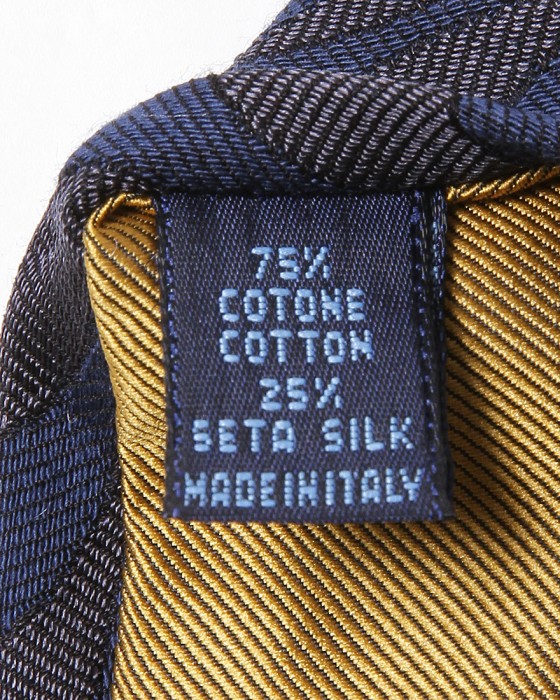 75%
COTONE
COTTON
25%
SETA SILK
MADE IN ITALY